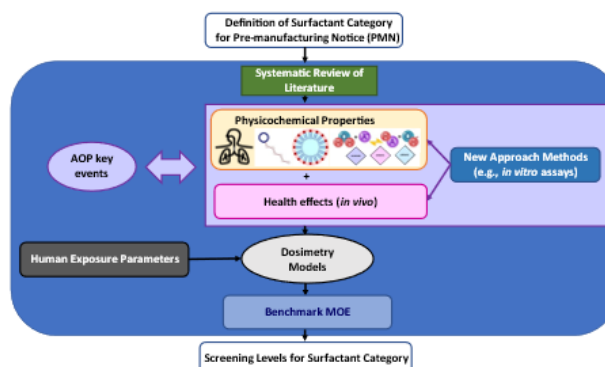 Definition of Surfactant Category
for Pre-manufacturing Notice (PMN)
Systematic Review of
Literature
Physicochemical Properties
AOP key
events
New Approach Methods
(e.g., in vitro assays)
+
Health effects (in vivo)
Human Exposure Parameters
Dosimetry
Models
Benchmark MOE
Screening Levels for Surfactant Category